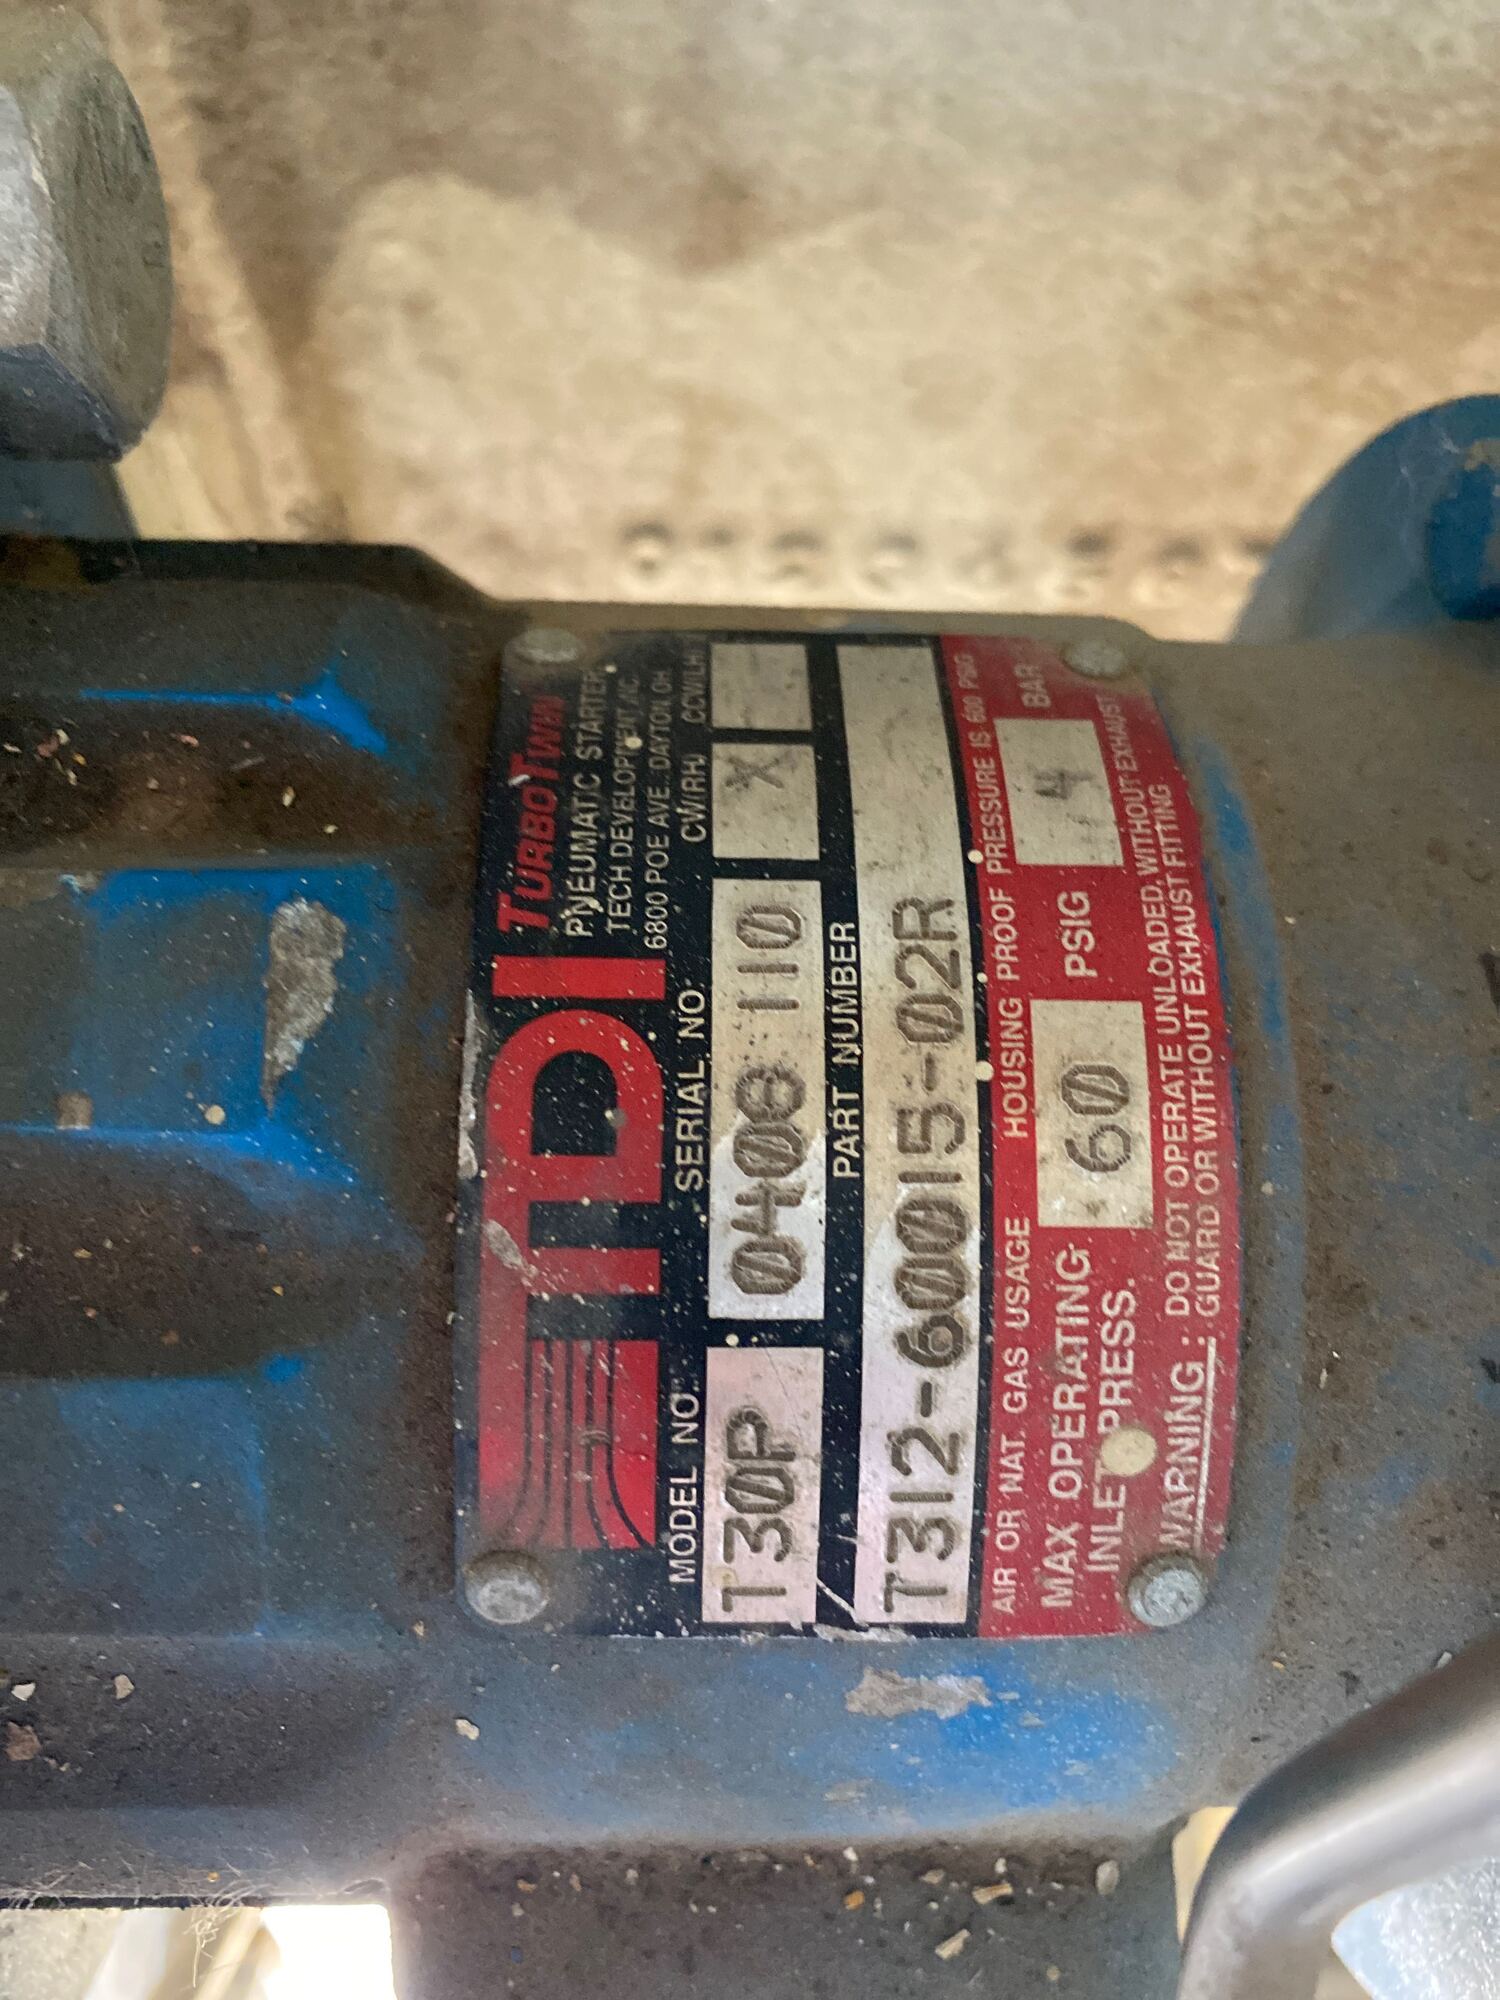 TDI
TURBOTWIN
PNEUMATIC STARTER
TECH DEVELOPMENT INC.
6800 POE AVE. DAYTON, OH
MODEL NO. SERIAL NO. CW(RH) CCW(LH)
T30P 0408 110 X
PART NUMBER
T312-60015-02R
AIR OR NAT. GAS USAGE HOUSING PROOF PRESSURE IS 600 PSIG
MAX OPERATING
INLET PRESS. 60 PSIG 4 BAR
WARNING : DO NOT OPERATE UNLOADED, WITHOUT EXHAUST
GUARD OR WITHOUT EXHAUST FITTING